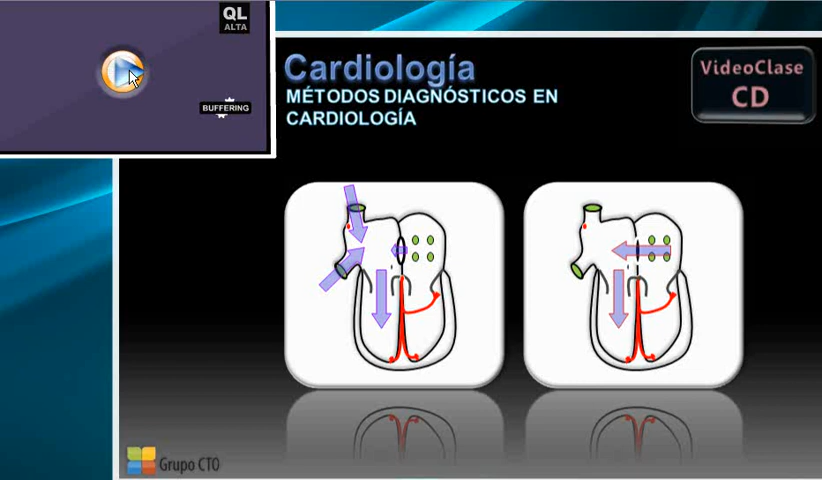 QL
ALTA
BUFFERING
Cardiología
MÉTODOS DIAGNÓSTICOS EN
CARDIOLOGÍA
VideoClase
CD
Grupo CTO